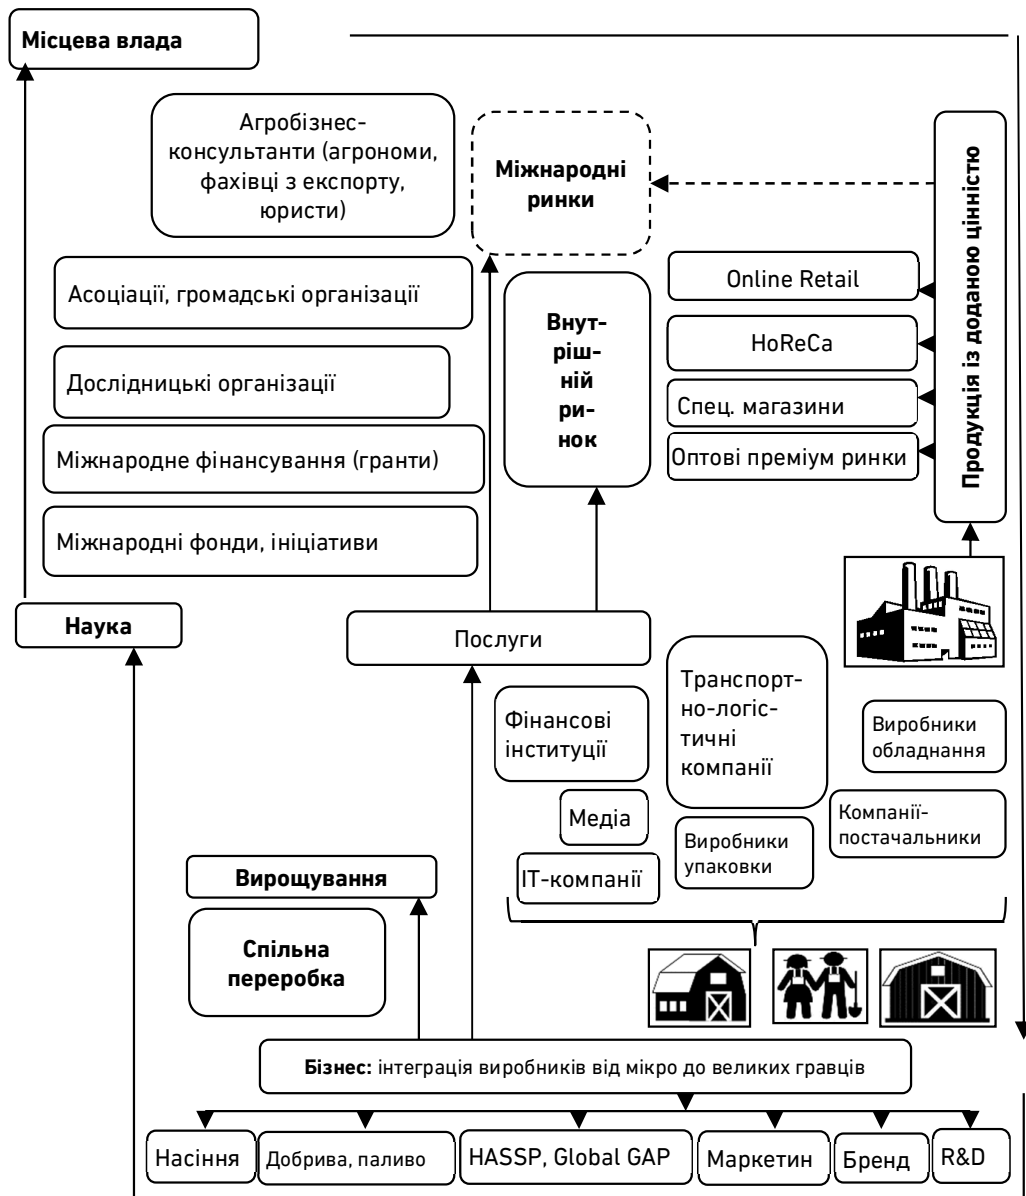 Місцева влада
Агробізнес-
консультанти (агрономи,
фахівці з експорту,
юристи)
Міжнародні
ринки
Продукція із доданою цінністю
Асоціації, громадські організації
Online Retail
Внут-
ріш-
ній
ри-
нок
HoReCa
Дослідницькі організації
Спец. магазини
Міжнародне фінансування (гранти)
Оптові преміум ринки
Міжнародні фонди, ініціативи
Наука
Послуги
Транспорт-
но-логіс-
тичні
компанії
Фінансові
інституції
Виробники
обладнання
Медіа
Компанії-
постачальники
Виробники
упаковки
Вирощування
ІТ-компанії
Спільна
переробка
Бізнес: інтеграція виробників від мікро до великих гравців
Насіння
Добрива, паливо
HASSP, Global GAP
Маркетин
Бренд
R&D